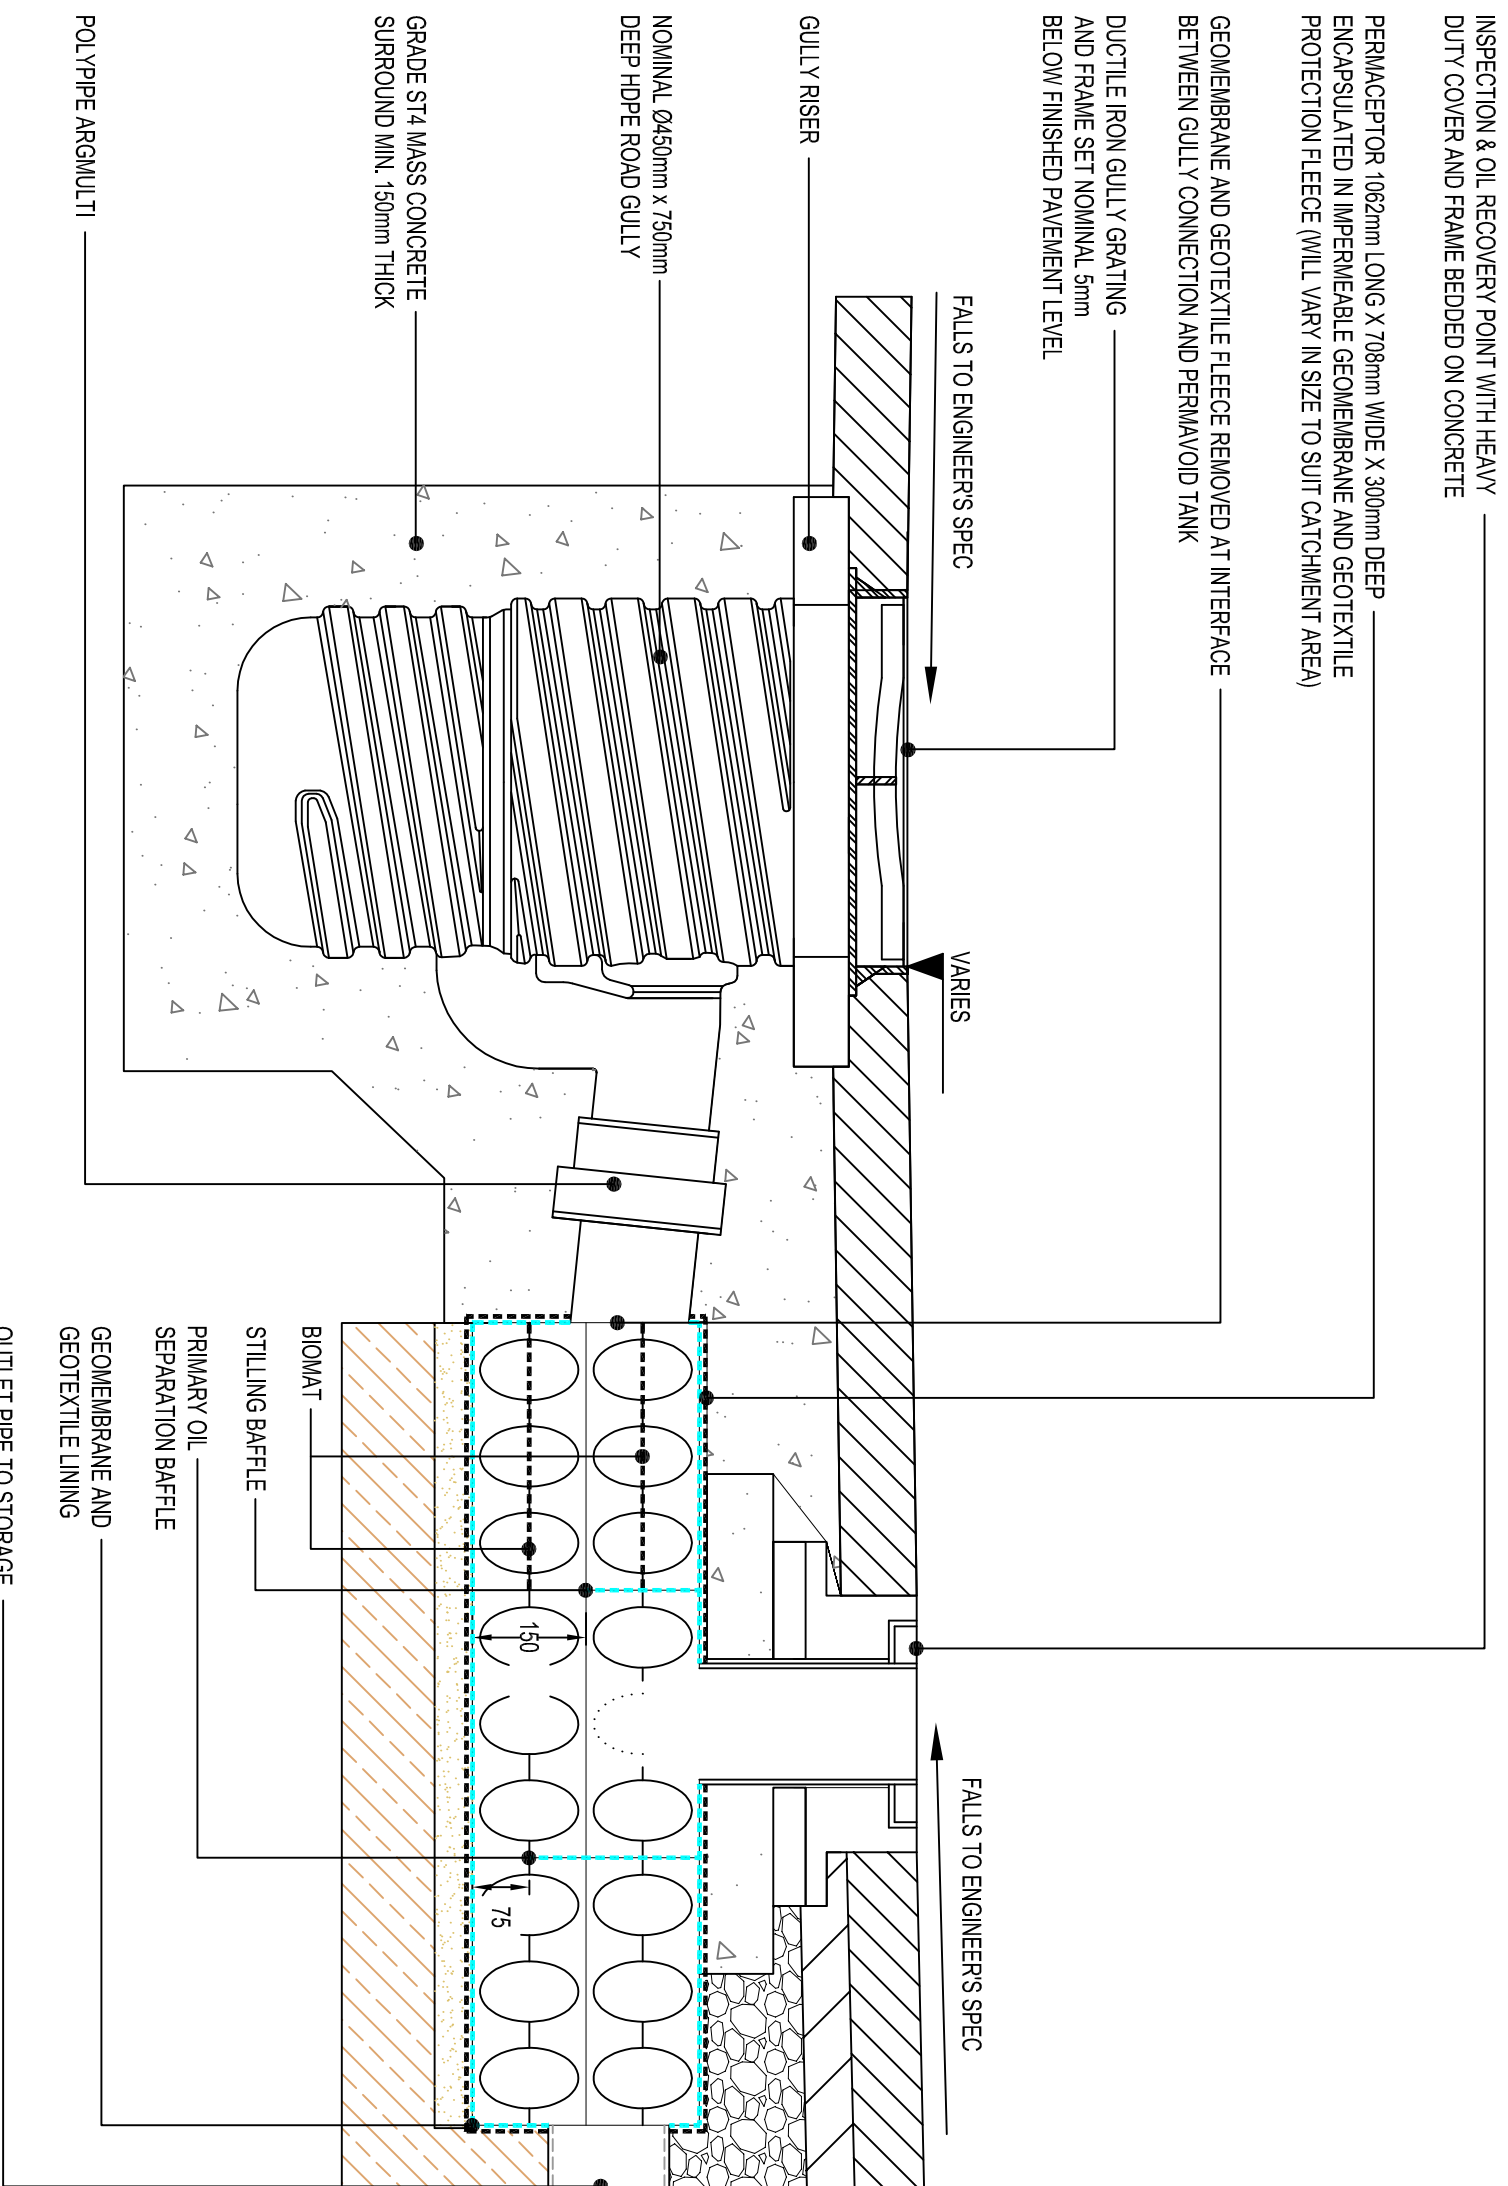 INSPECTION & OIL RECOVERY POINT WITH HEAVY
DUTY COVER AND FRAME BEDDED ON CONCRETE
PERMACEPTOR 1062mm LONG X 708mm WIDE X 300mm DEEP
ENCAPSULATED IN IMPERMEABLE GEOMEMBRANE AND GEOTEXTILE
PROTECTION FLEECE (WILL VARY IN SIZE TO SUIT CATCHMENT AREA)
GEOMEMBRANE AND GEOTEXTILE FLEECE REMOVED AT INTERFACE
BETWEEN GULLY CONNECTION AND PERMAVOID TANK
DUCTILE IRON GULLY GRATING
AND FRAME SET NOMINAL 5mm
BELOW FINISHED PAVEMENT LEVEL
FALLS TO ENGINEER'S SPEC
VARIES
FALLS TO ENGINEER'S SPEC
GULLY RISER
NOMINAL Ø450mm x 750mm
DEEP HDPE ROAD GULLY
GRADE ST4 MASS CONCRETE
SURROUND MIN. 150mm THICK
POLYPIPE ARGMULTI
150
75
BIOMAT
STILLING BAFFLE
PRIMARY OIL
SEPARATION BAFFLE
GEOMEMBRANE AND
GEOTEXTILE LINING
OUTLET PIPE TO STORAGE